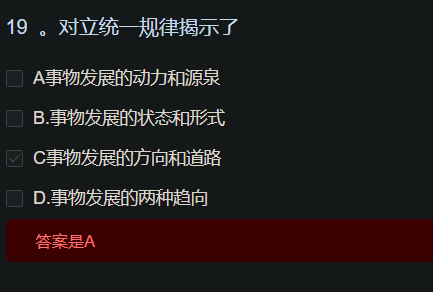 19 。对立统一规律揭示了
A事物发展的动力和源泉
B.事物发展的状态和形式
C事物发展的方向和道路
D.事物发展的两种趋向
答案是A